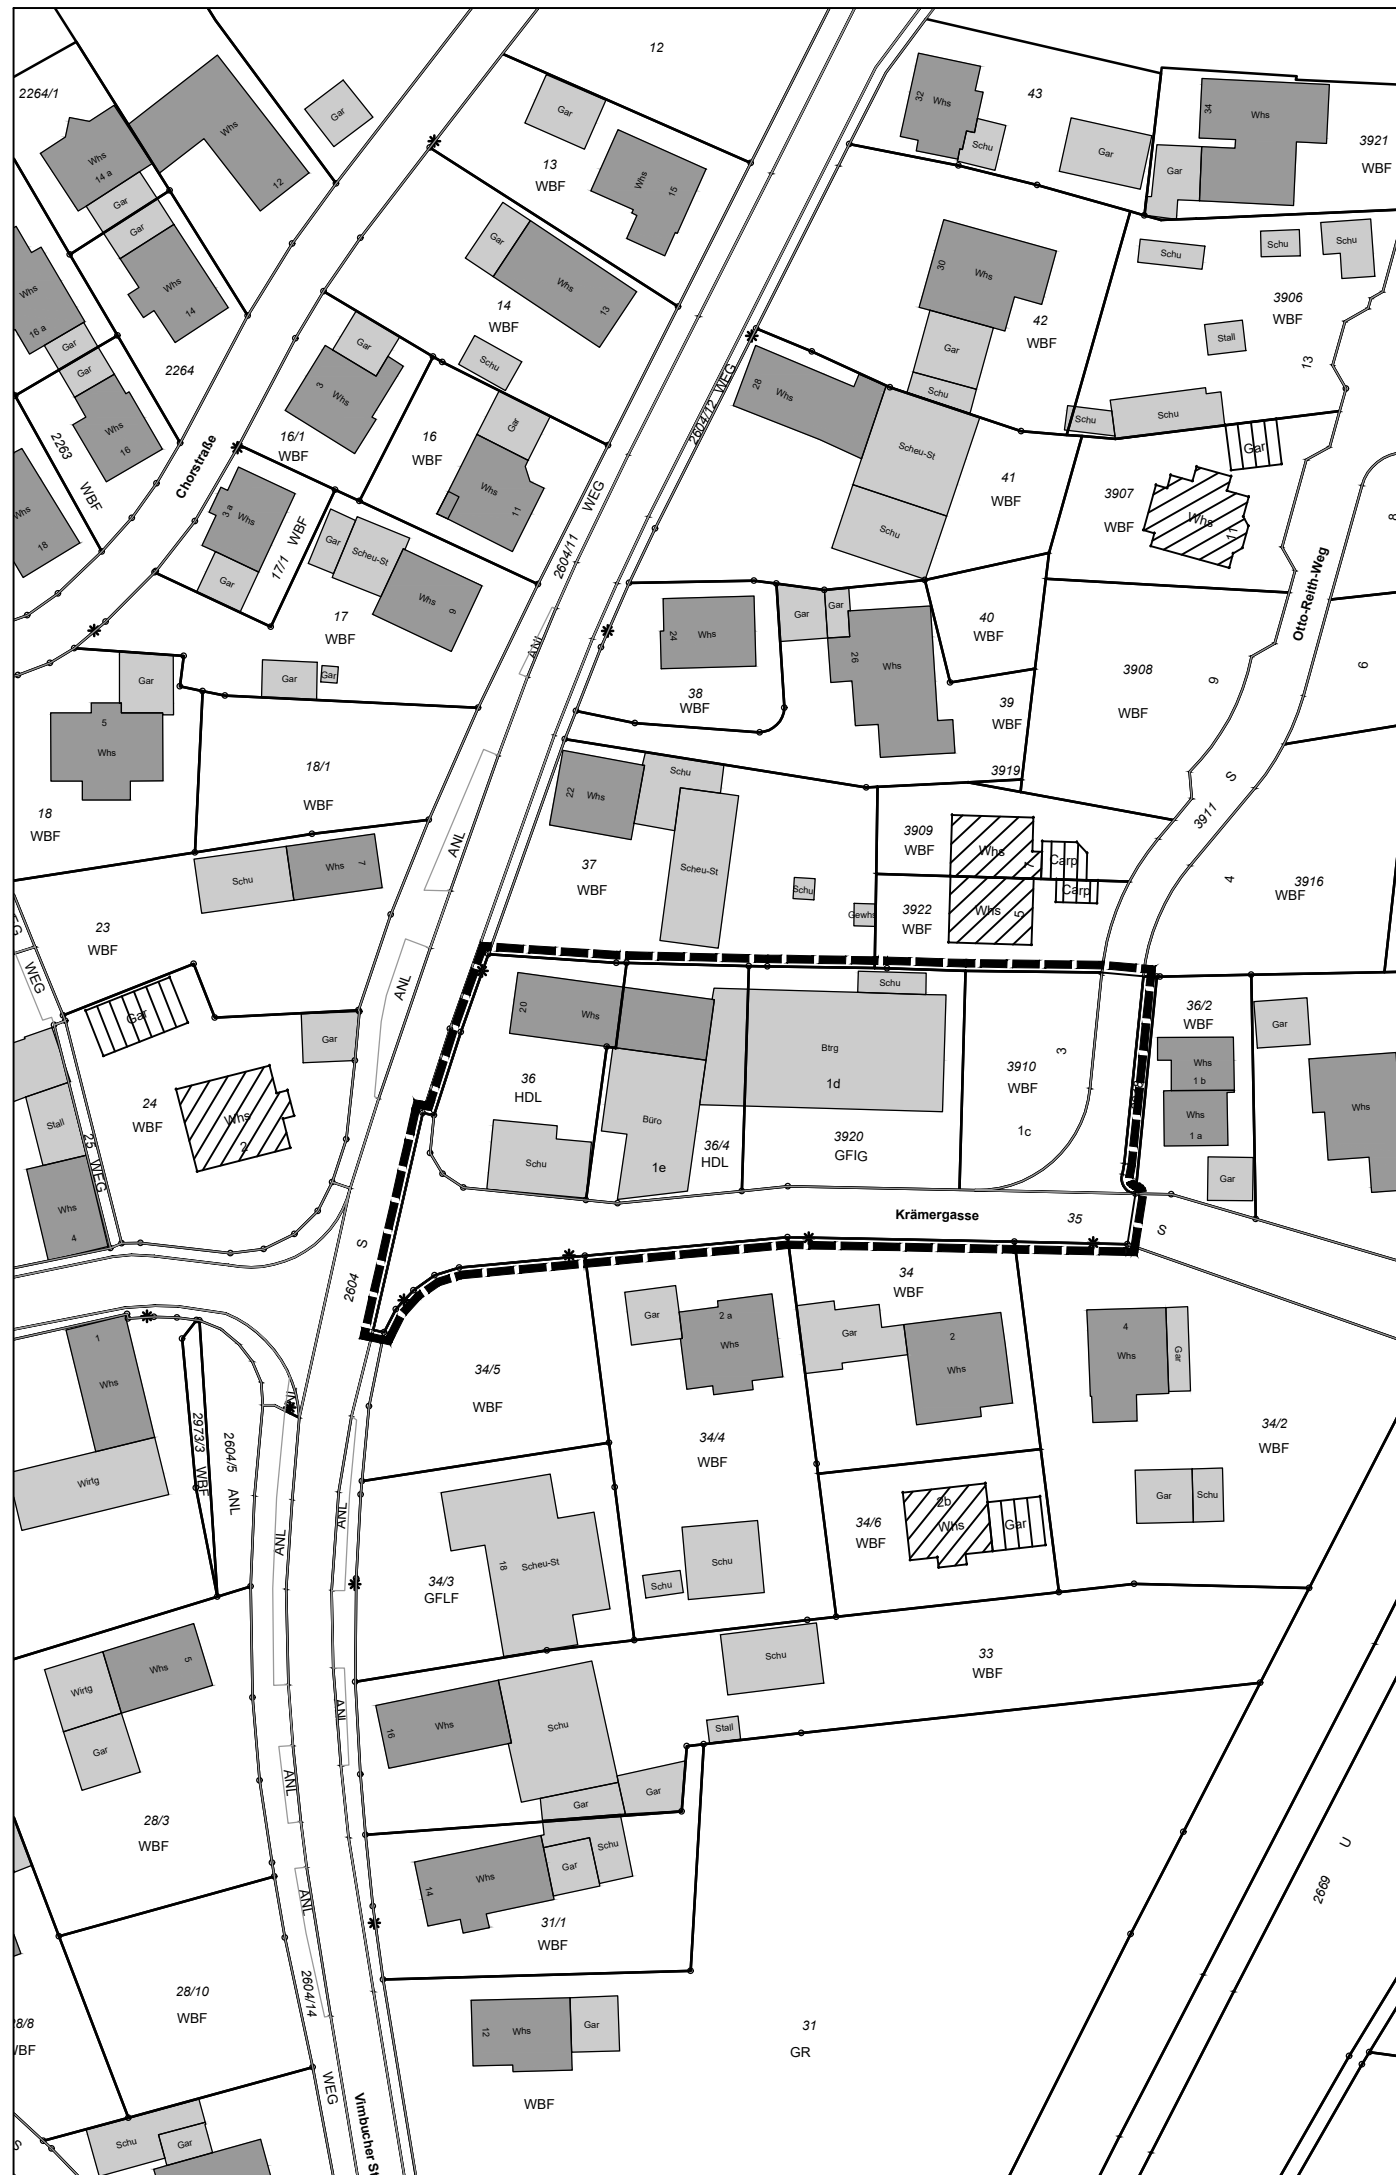 12
2264/1
Whs
14 a
Whs
12
Gar
Gar
13
WBF
Whs
15
32
Whs
Schu
43
Gar
34
Whs
Gar
3921
WBF
Gar
Gar
Whs
14
Gar
Whs
13
14
WBF
Schu
30
Whs
Gar
Schu
42
WBF
Schu
Schu
Schu
3906
WBF
Stall
13
Whs
16 a
Gar
Gar
Whs
16
2264
2263
WBF
Whs
18
Chorstraße
Gar
3
Whs
16/1
WBF
16
WBF
Gar
Whs
11
2604/12 WEG
28
Whs
Scheu-St
Schu
41
WBF
Schu
Schu
3907
WBF
Gar
Whs
11
8
3 a
Whs
Gar
17/1 WBF
Gar
Scheu-St
Whs
9
17
WBF
2604/11
WEG
ANL
24
Whs
38
WBF
Gar
Gar
26
Whs
40
WBF
39
WBF
3908
WBF
9
Otto-Reith-Weg
6
Gar
5
Whs
18
WBF
Gar
Gar
18/1
WBF
ANL
22
Whs
Schu
Scheu-St
37
WBF
Schu
Gewhs
3919
3909
WBF
Whs
7
Carp
Carp
3922
WBF
Whs
5
3911
S
4
3916
WBF
Schu
Whs
7
23
WBF
WEG
Gar
Gar
ANL
24
WBF
Whs
2
Stall
25 WEG
Whs
4
20
Whs
36
HDL
Schu
Büro
1e
36/4
HDL
Schu
Btrg
1d
3920
GFIG
3910
WBF
3
1c
36/2
WBF
Whs
1 b
Whs
1 a
Gar
Gar
Whs
Krämergasse
35
S
S
2604
1
Whs
Wirtg
2973/3 WBF
2604/5 ANL
ANL
ANL
34/5
WBF
Gar
2 a
Whs
34/4
WBF
34
WBF
Gar
2
Whs
4
Whs
Gar
34/2
WBF
Gar
Schu
34/6
WBF
2b
Whs
Gar
18
Scheu-St
34/3
GFLF
Schu
Schu
33
WBF
Schu
Stall
Wirtg
Whs
5
Gar
28/3
WBF
ANL
ANL
ANL
16
Whs
Schu
Gar
Gar
Schu
Gar
14
Whs
31/1
WBF
28/10
WBF
2604/14
WEG
12
Whs
Gar
WBF
31
GR
2669
U
Schu
Gar